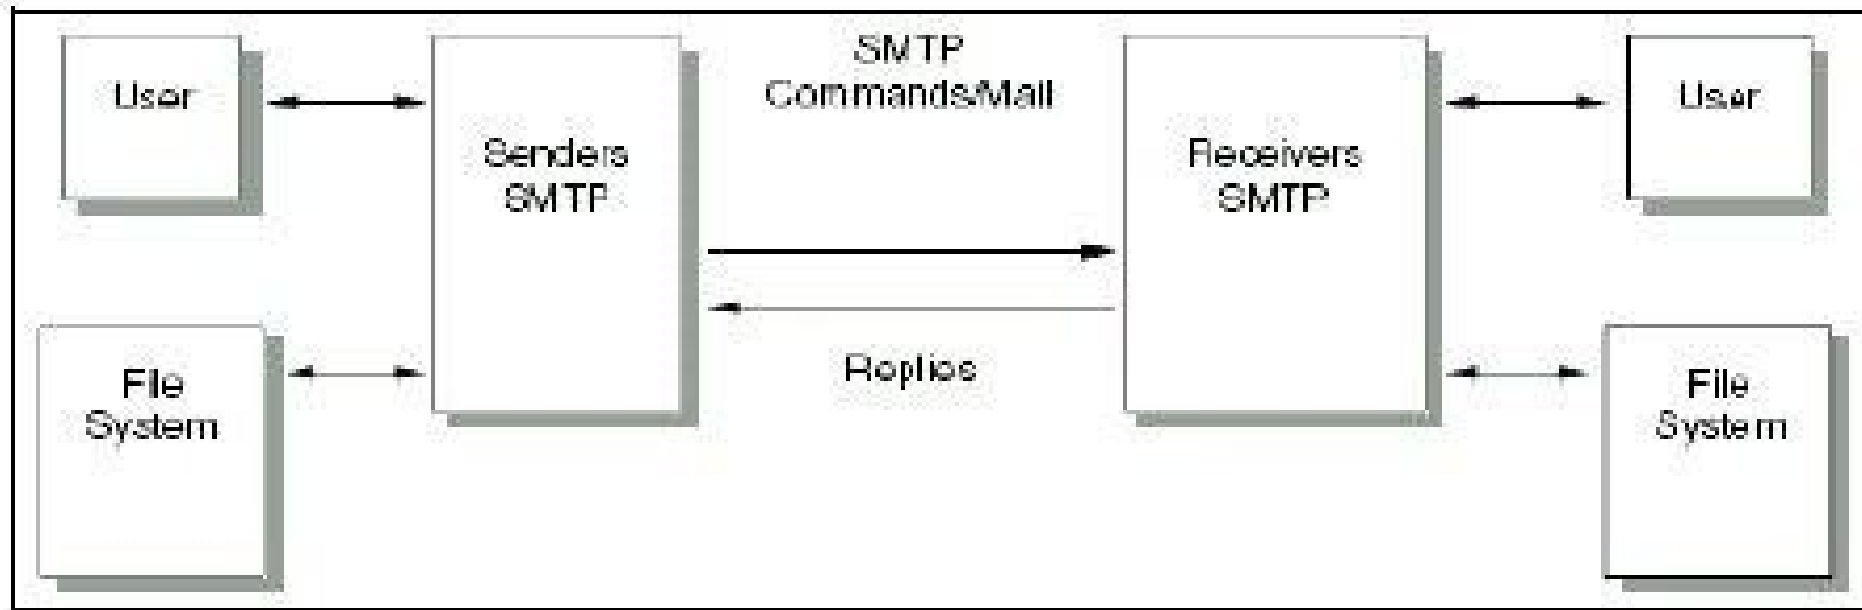 User
Senders
SMTP
SMTP
Commands/Mail
Receivers
SMTP
User
File
System
Replies
File
System